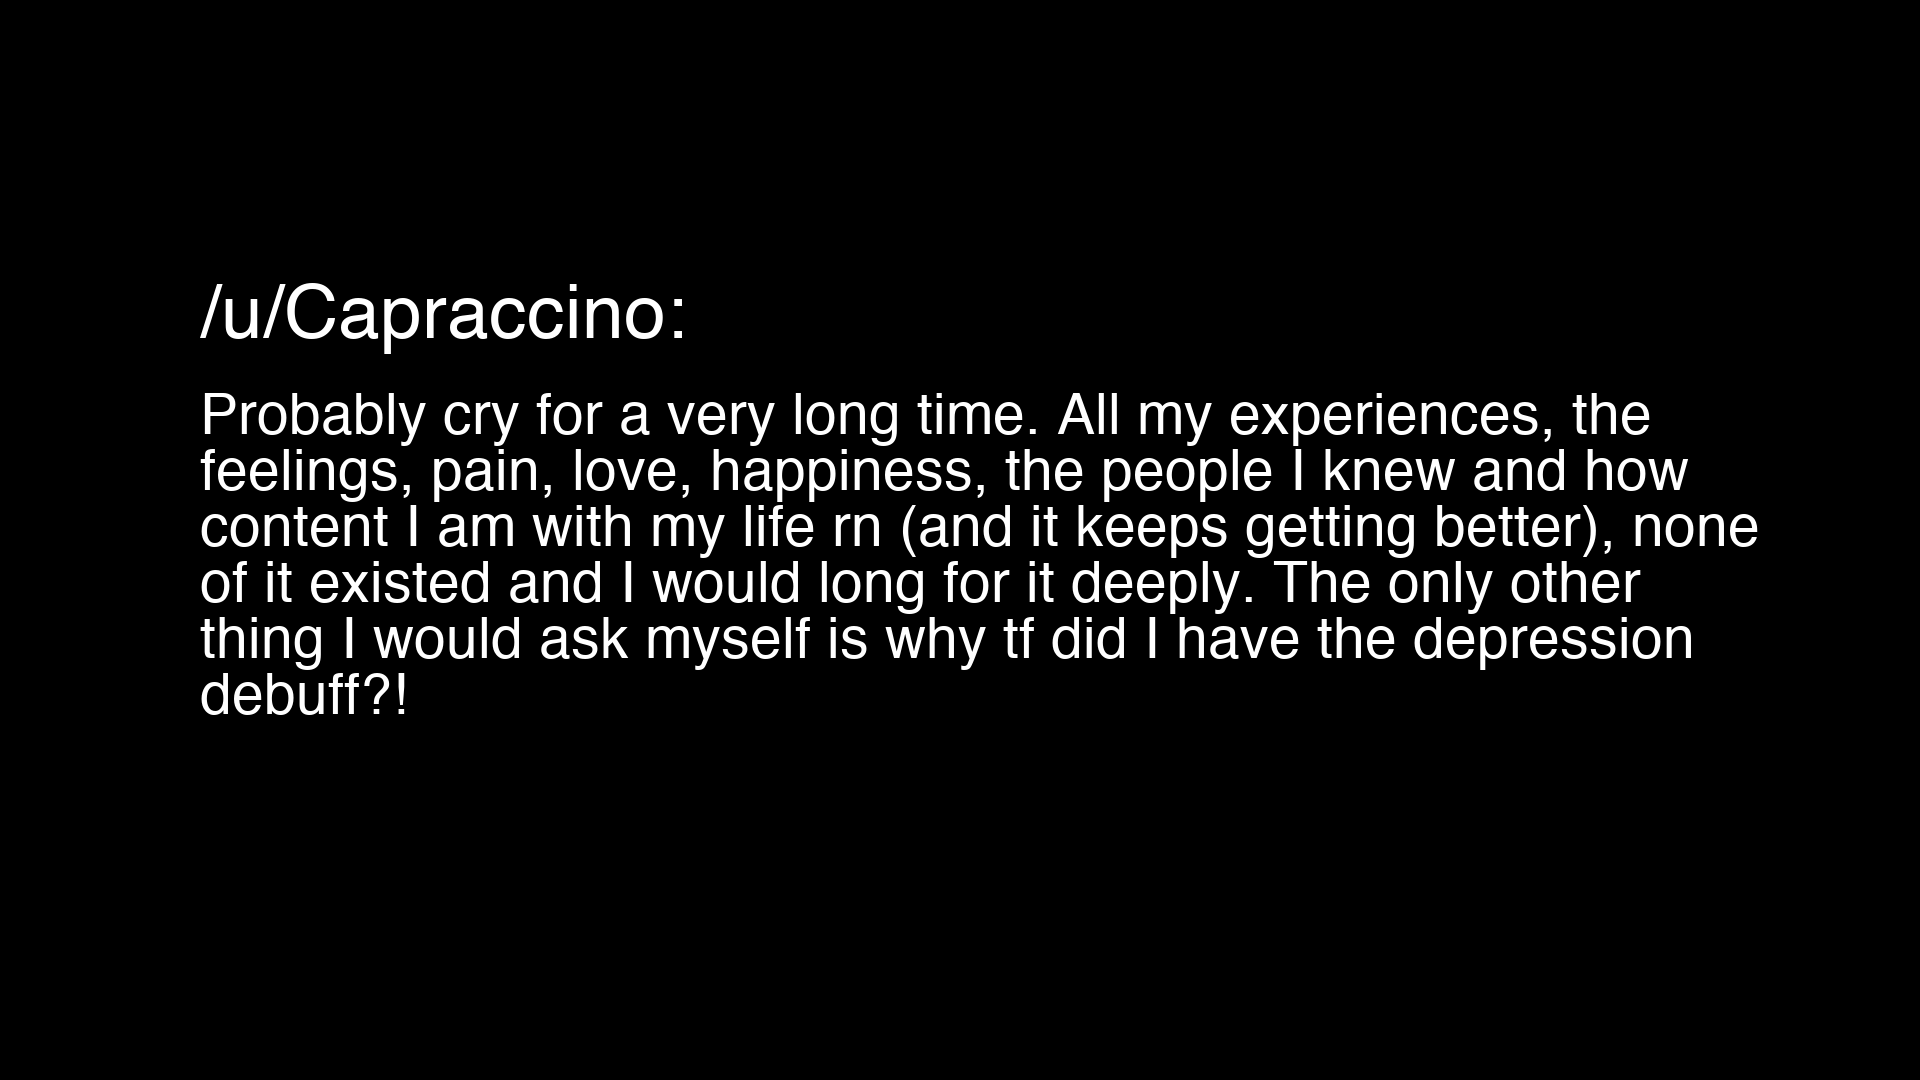 /u/Capraccino:
Probably cry for a very long time. All my experiences, the
feelings, pain, love, happiness, the people I knew and how
content I am with my life rn (and it keeps getting better), none
of it existed and I would long for it deeply. The only other
thing I would ask myself is why tf did I have the depression
debuff?!